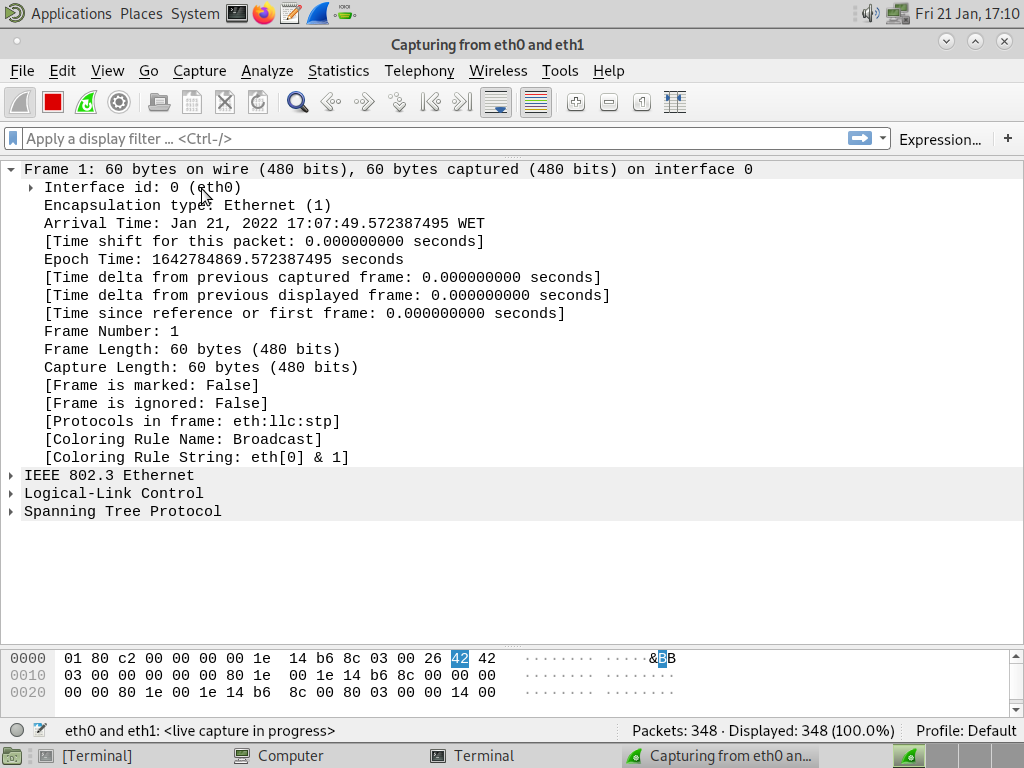 Applications Places System Fri 21 Jan, 17:10
Capturing from eth0 and eth1
File Edit View Go Capture Analyze Statistics Telephony Wireless Tools Help
Apply a display filter ... <Ctrl-/> Expression... +
Frame 1: 60 bytes on wire (480 bits), 60 bytes captured (480 bits) on interface 0
Interface id: 0 (eth0)
Encapsulation type: Ethernet (1)
Arrival Time: Jan 21, 2022 17:07:49.572387495 WET
[Time shift for this packet: 0.000000000 seconds]
Epoch Time: 1642784869.572387495 seconds
[Time delta from previous captured frame: 0.000000000 seconds]
[Time delta from previous displayed frame: 0.000000000 seconds]
[Time since reference or first frame: 0.000000000 seconds]
Frame Number: 1
Frame Length: 60 bytes (480 bits)
Capture Length: 60 bytes (480 bits)
[Frame is marked: False]
[Frame is ignored: False]
[Protocols in frame: eth:llc:stp]
[Coloring Rule Name: Broadcast]
[Coloring Rule String: eth[0] & 1]
IEEE 802.3 Ethernet
Logical-Link Control
Spanning Tree Protocol
0000 01 80 c2 00 00 00 00 1e 14 b6 8c 03 00 26 42 42 ········ ·····&BB
0010 03 00 00 00 00 00 80 1e 00 1e 14 b6 8c 00 00 00 ········ ········
0020 00 00 80 1e 00 1e 14 b6 8c 00 80 03 00 00 14 00 ········ ········
eth0 and eth1: <live capture in progress> Packets: 348 · Displayed: 348 (100.0%) Profile: Default
[Terminal] Computer Terminal Capturing from eth0 an...